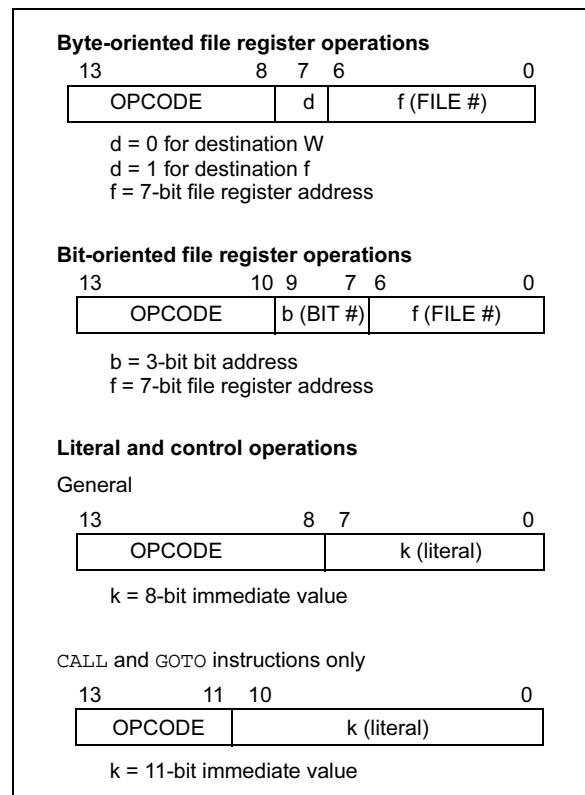 Byte-oriented file register operations
13 8 7 6 0
OPCODE d f (FILE #)
d = 0 for destination W
d = 1 for destination f
f = 7-bit file register address
Bit-oriented file register operations
13 10 9 7 6 0
OPCODE b (BIT #) f (FILE #)
b = 3-bit bit address
f = 7-bit file register address
Literal and control operations
General
13 8 7 0
OPCODE k (literal)
k = 8-bit immediate value
CALL and GOTO instructions only
13 11 10 0
OPCODE k (literal)
k = 11-bit immediate value